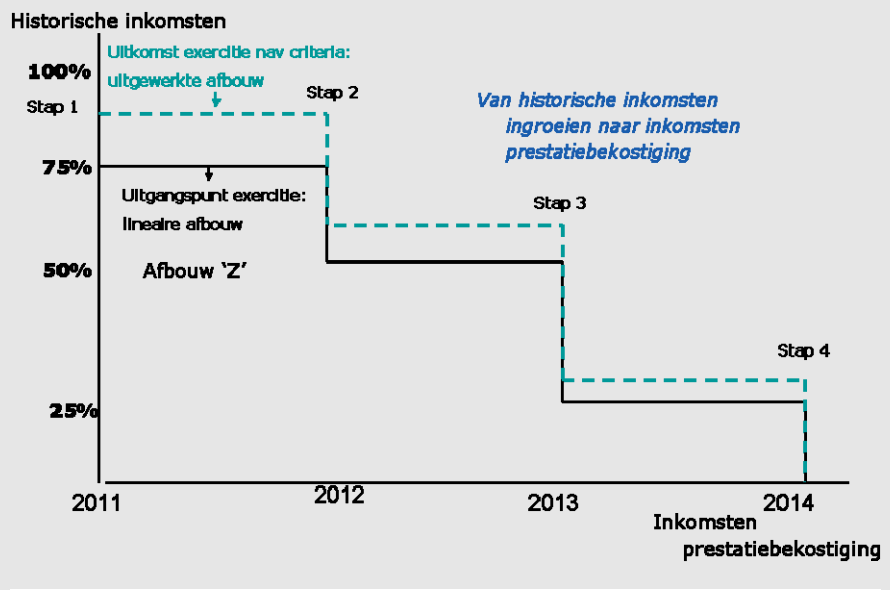 Historische inkomsten
Uitkomst exercitie nav criteria:
uitgewerkte afbouw
100%
Stap 1
Stap 2
Van historische inkomsten
ingroeien naar inkomsten
prestatiebekostiging
75%
Uitgangspunt exercitie:
lineaire afbouw
Stap 3
50%
Afbouw ‘Z’
Stap 4
25%
2011
2012
2013
2014
Inkomsten
prestatiebekostiging